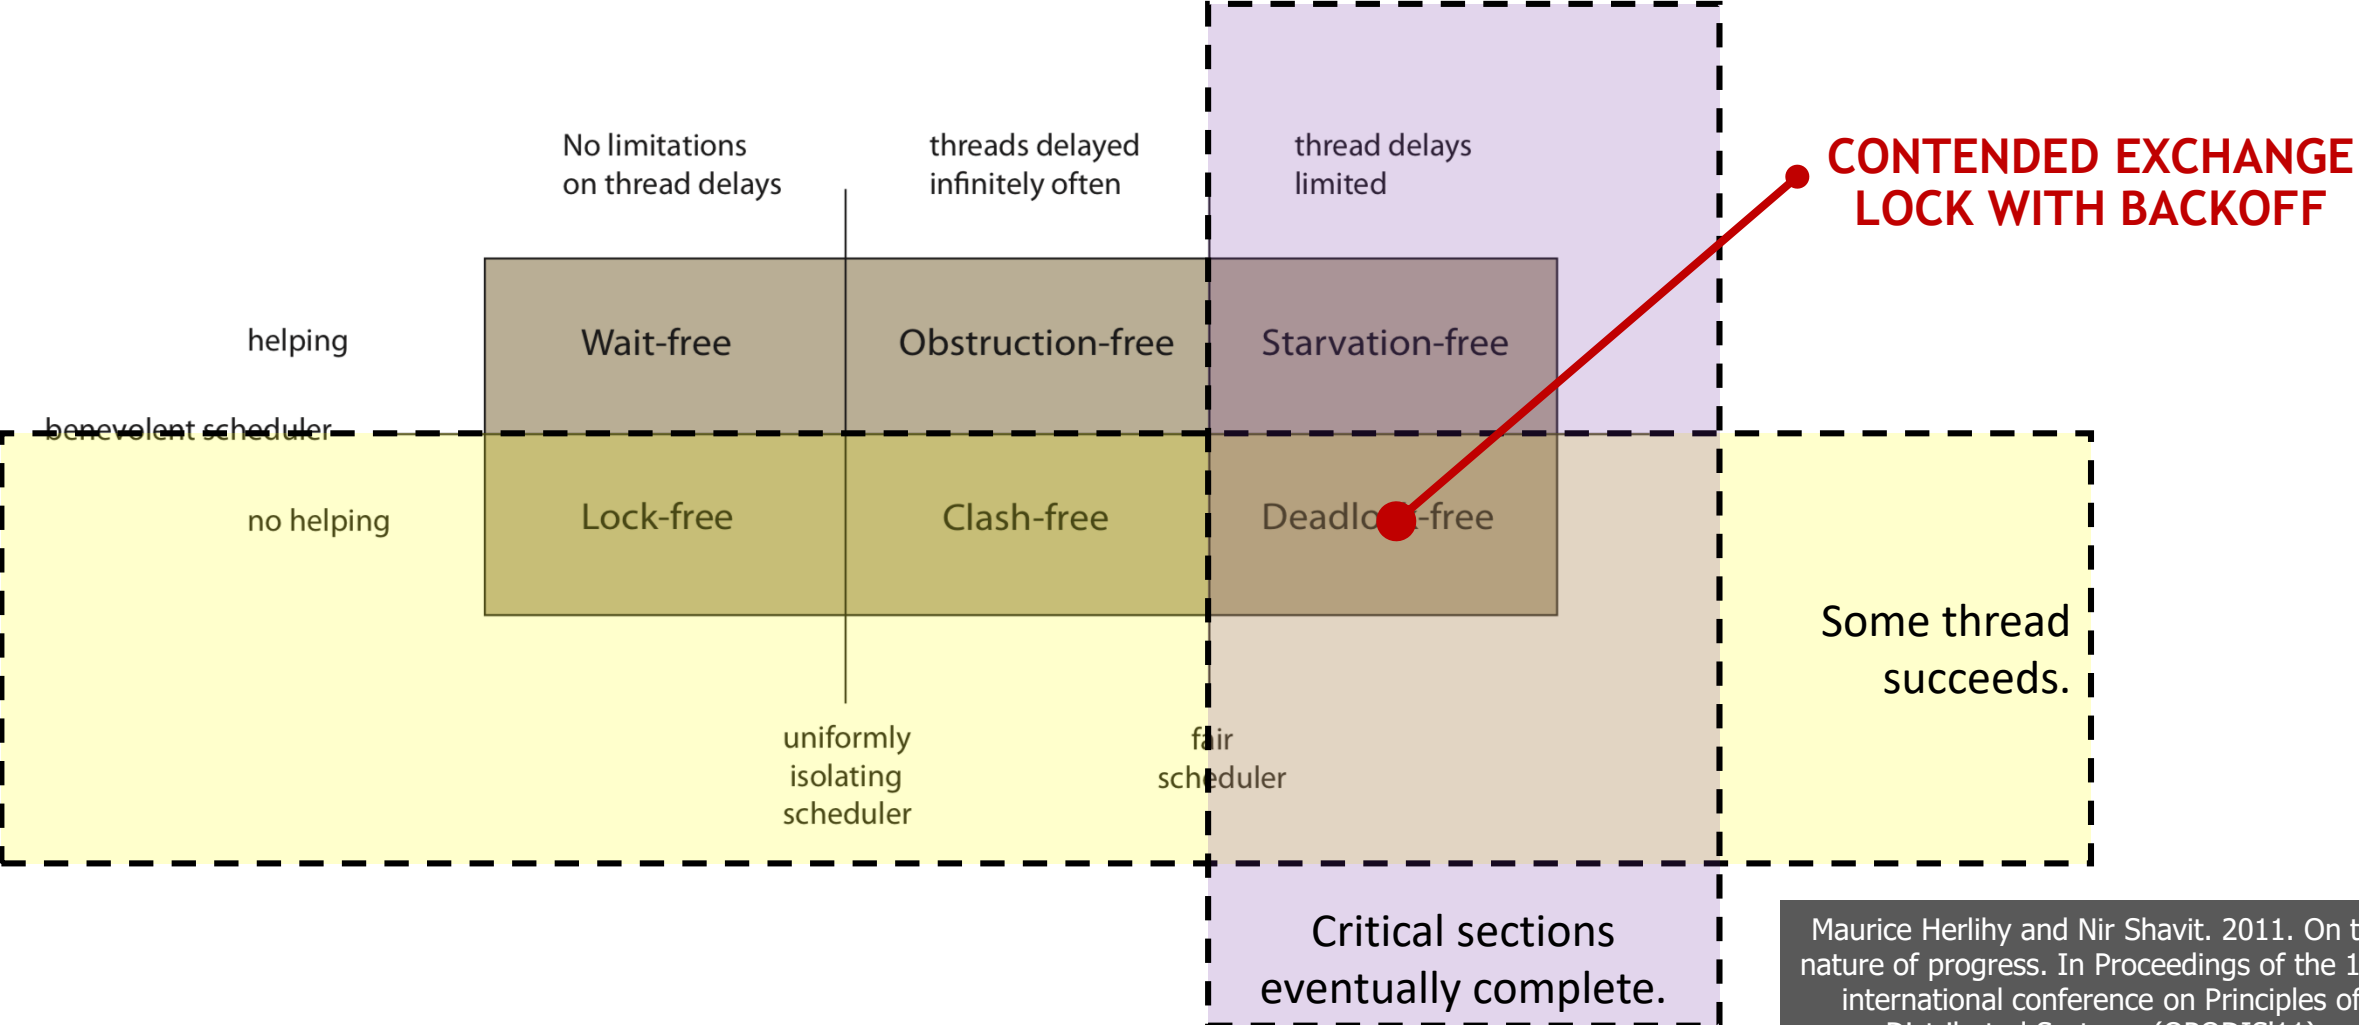 No limitations
on thread delays
threads delayed
infinitely often
thread delays
limited
CONTENDED EXCHANGE
LOCK WITH BACKOFF
helping
Wait-free
Obstruction-free
Starvation-free
benevolent scheduler
no helping
Lock-free
Clash-free
Deadlock-free
Some thread
succeeds.
uniformly
isolating
scheduler
fair
scheduler
Critical sections
eventually complete.
Maurice Herlihy and Nir Shavit. 2011. On t
nature of progress. In Proceedings of the 1
international conference on Principles of